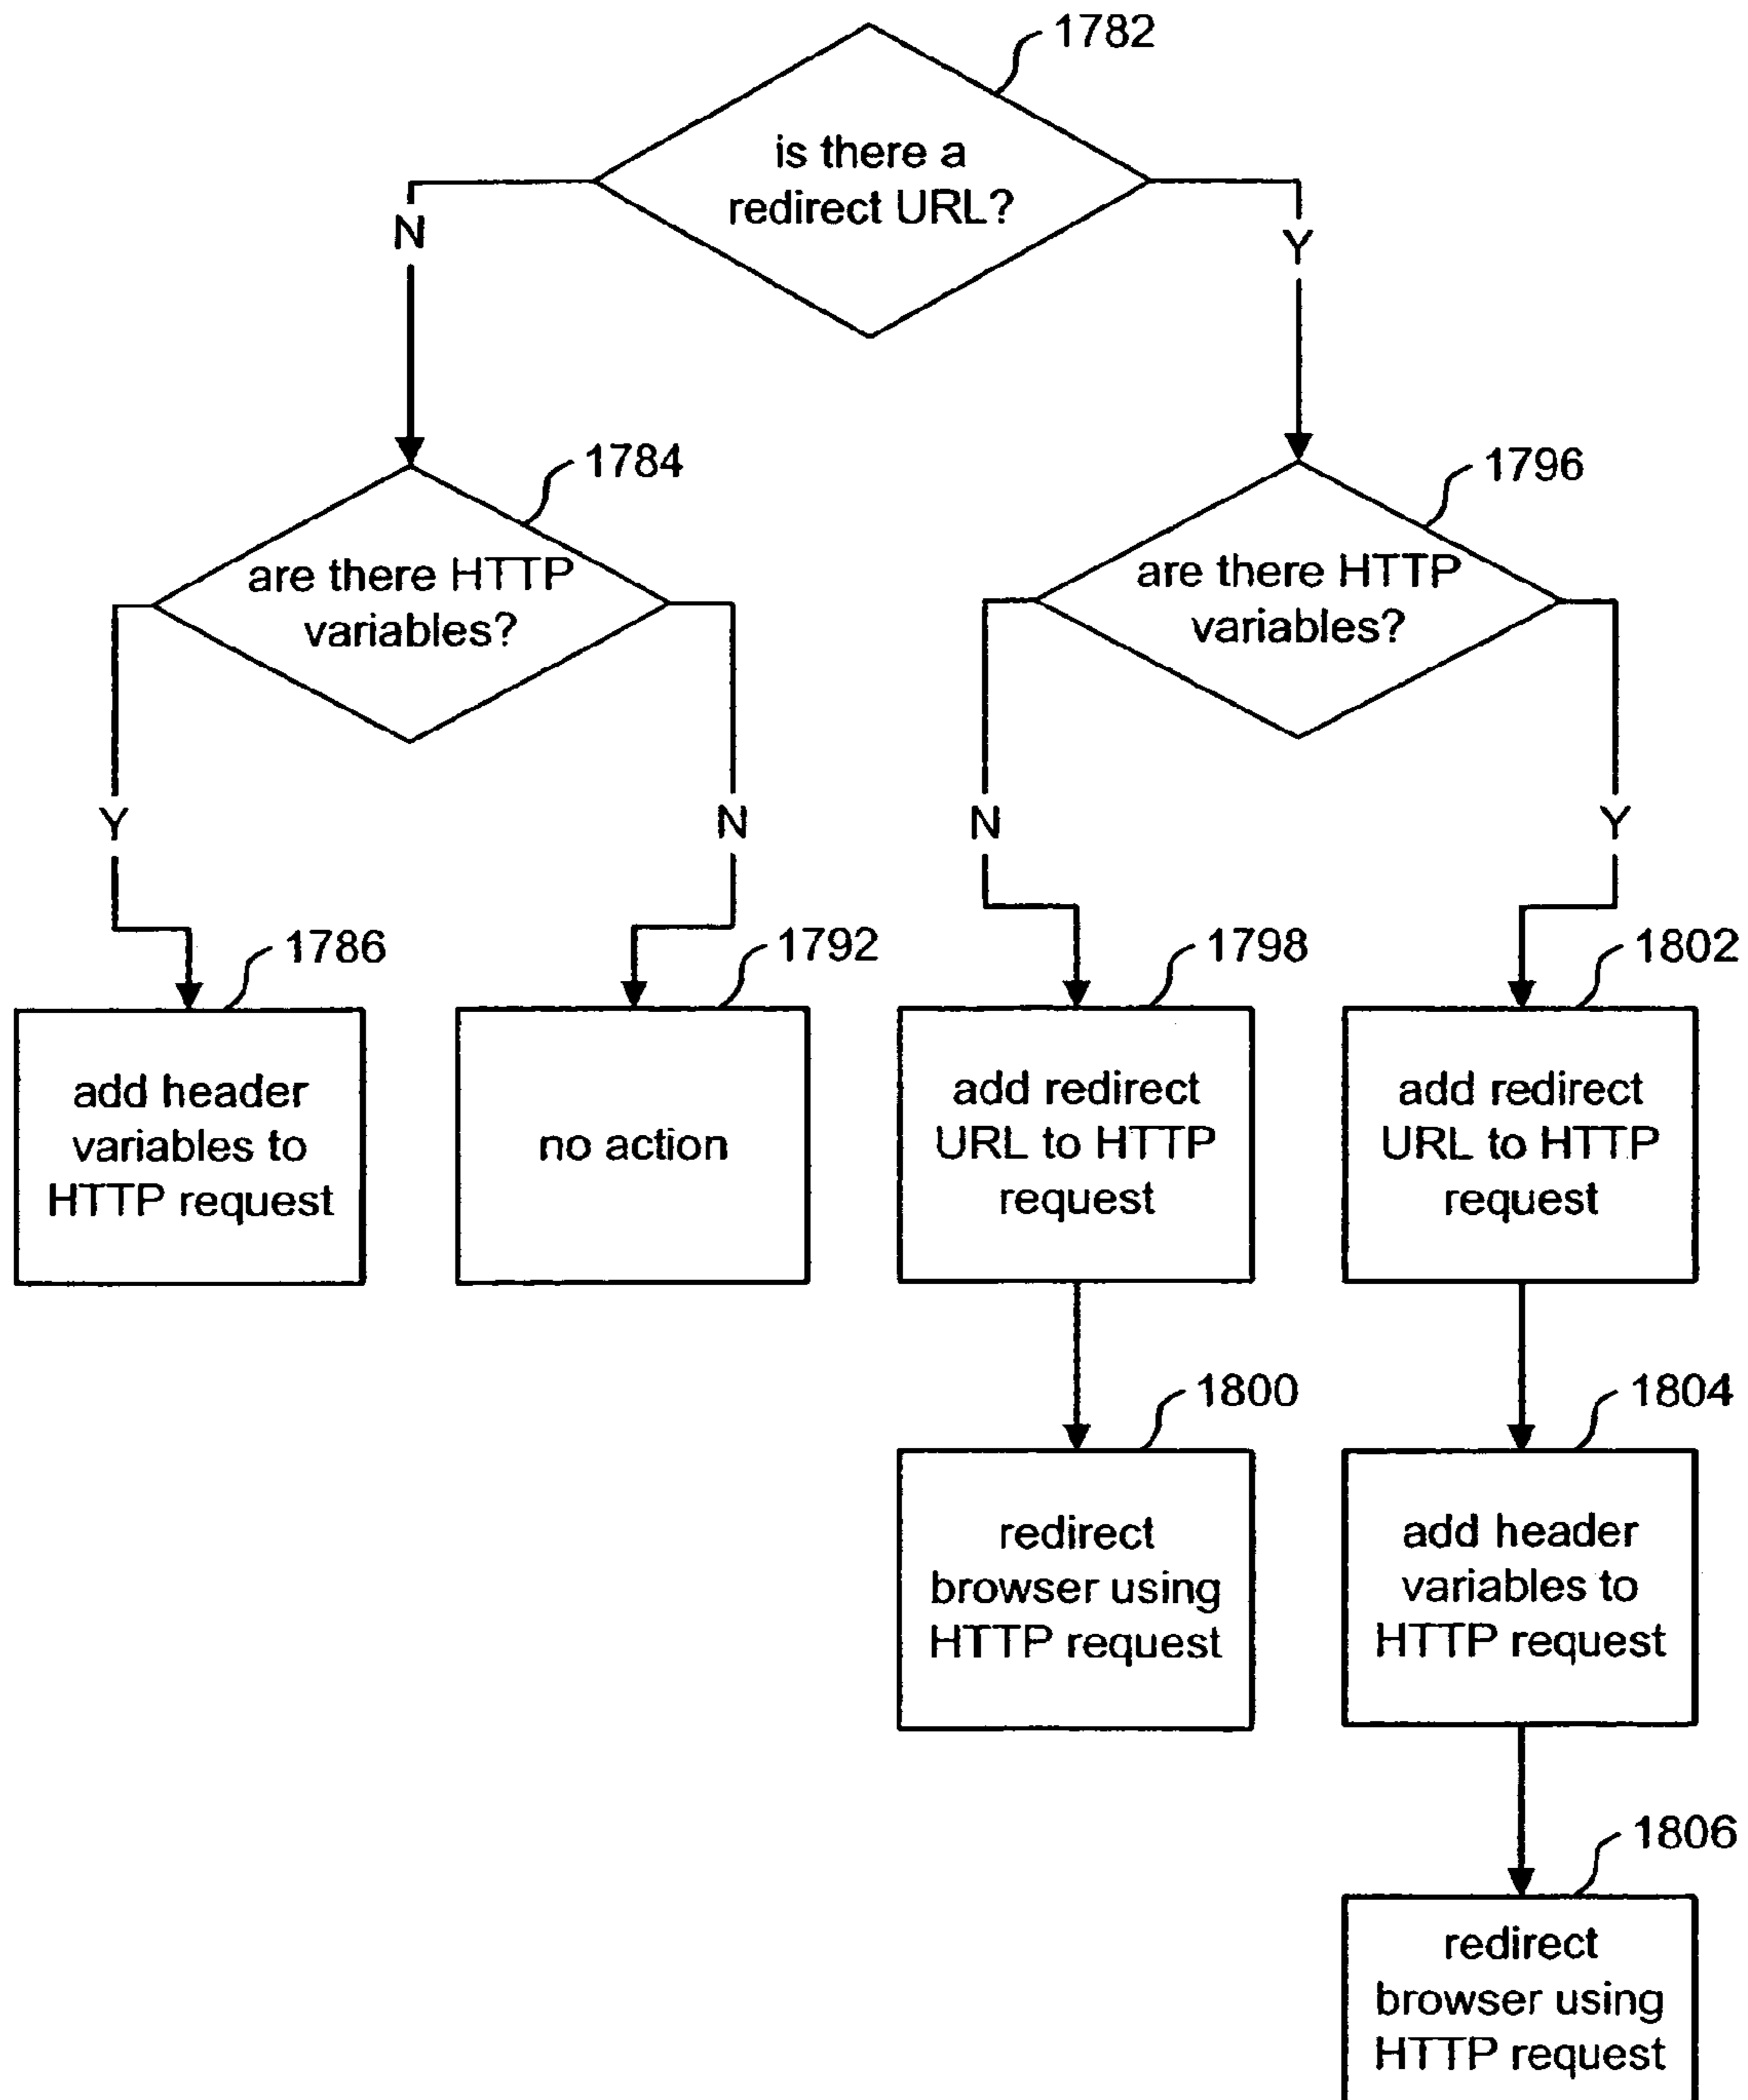 1782
is there a
redirect URL?
N
Y
1784
are there HTTP
variables?
1796
are there HTTP
variables?
Y
N
N
Y
1786
add header
variables to
HTTP request
1792
no action
1798
add redirect
URL to HTTP
request
1802
add redirect
URL to HTTP
request
1800
redirect
browser using
HTTP request
1804
add header
variables to
HTTP request
1806
redirect
browser using
HTTP request